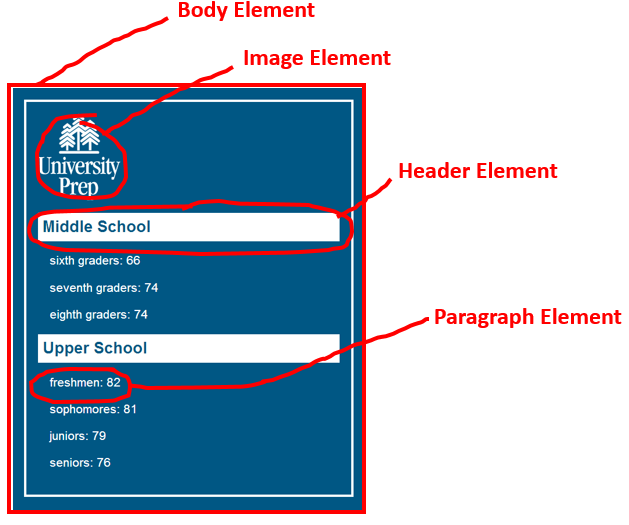 Body Element
Image Element
University
Prep
Header Element
Middle School
sixth graders: 66
seventh graders: 74
eighth graders: 74
Paragraph Element
Upper School
freshmen: 82
sophomores: 81
juniors: 79
seniors: 76